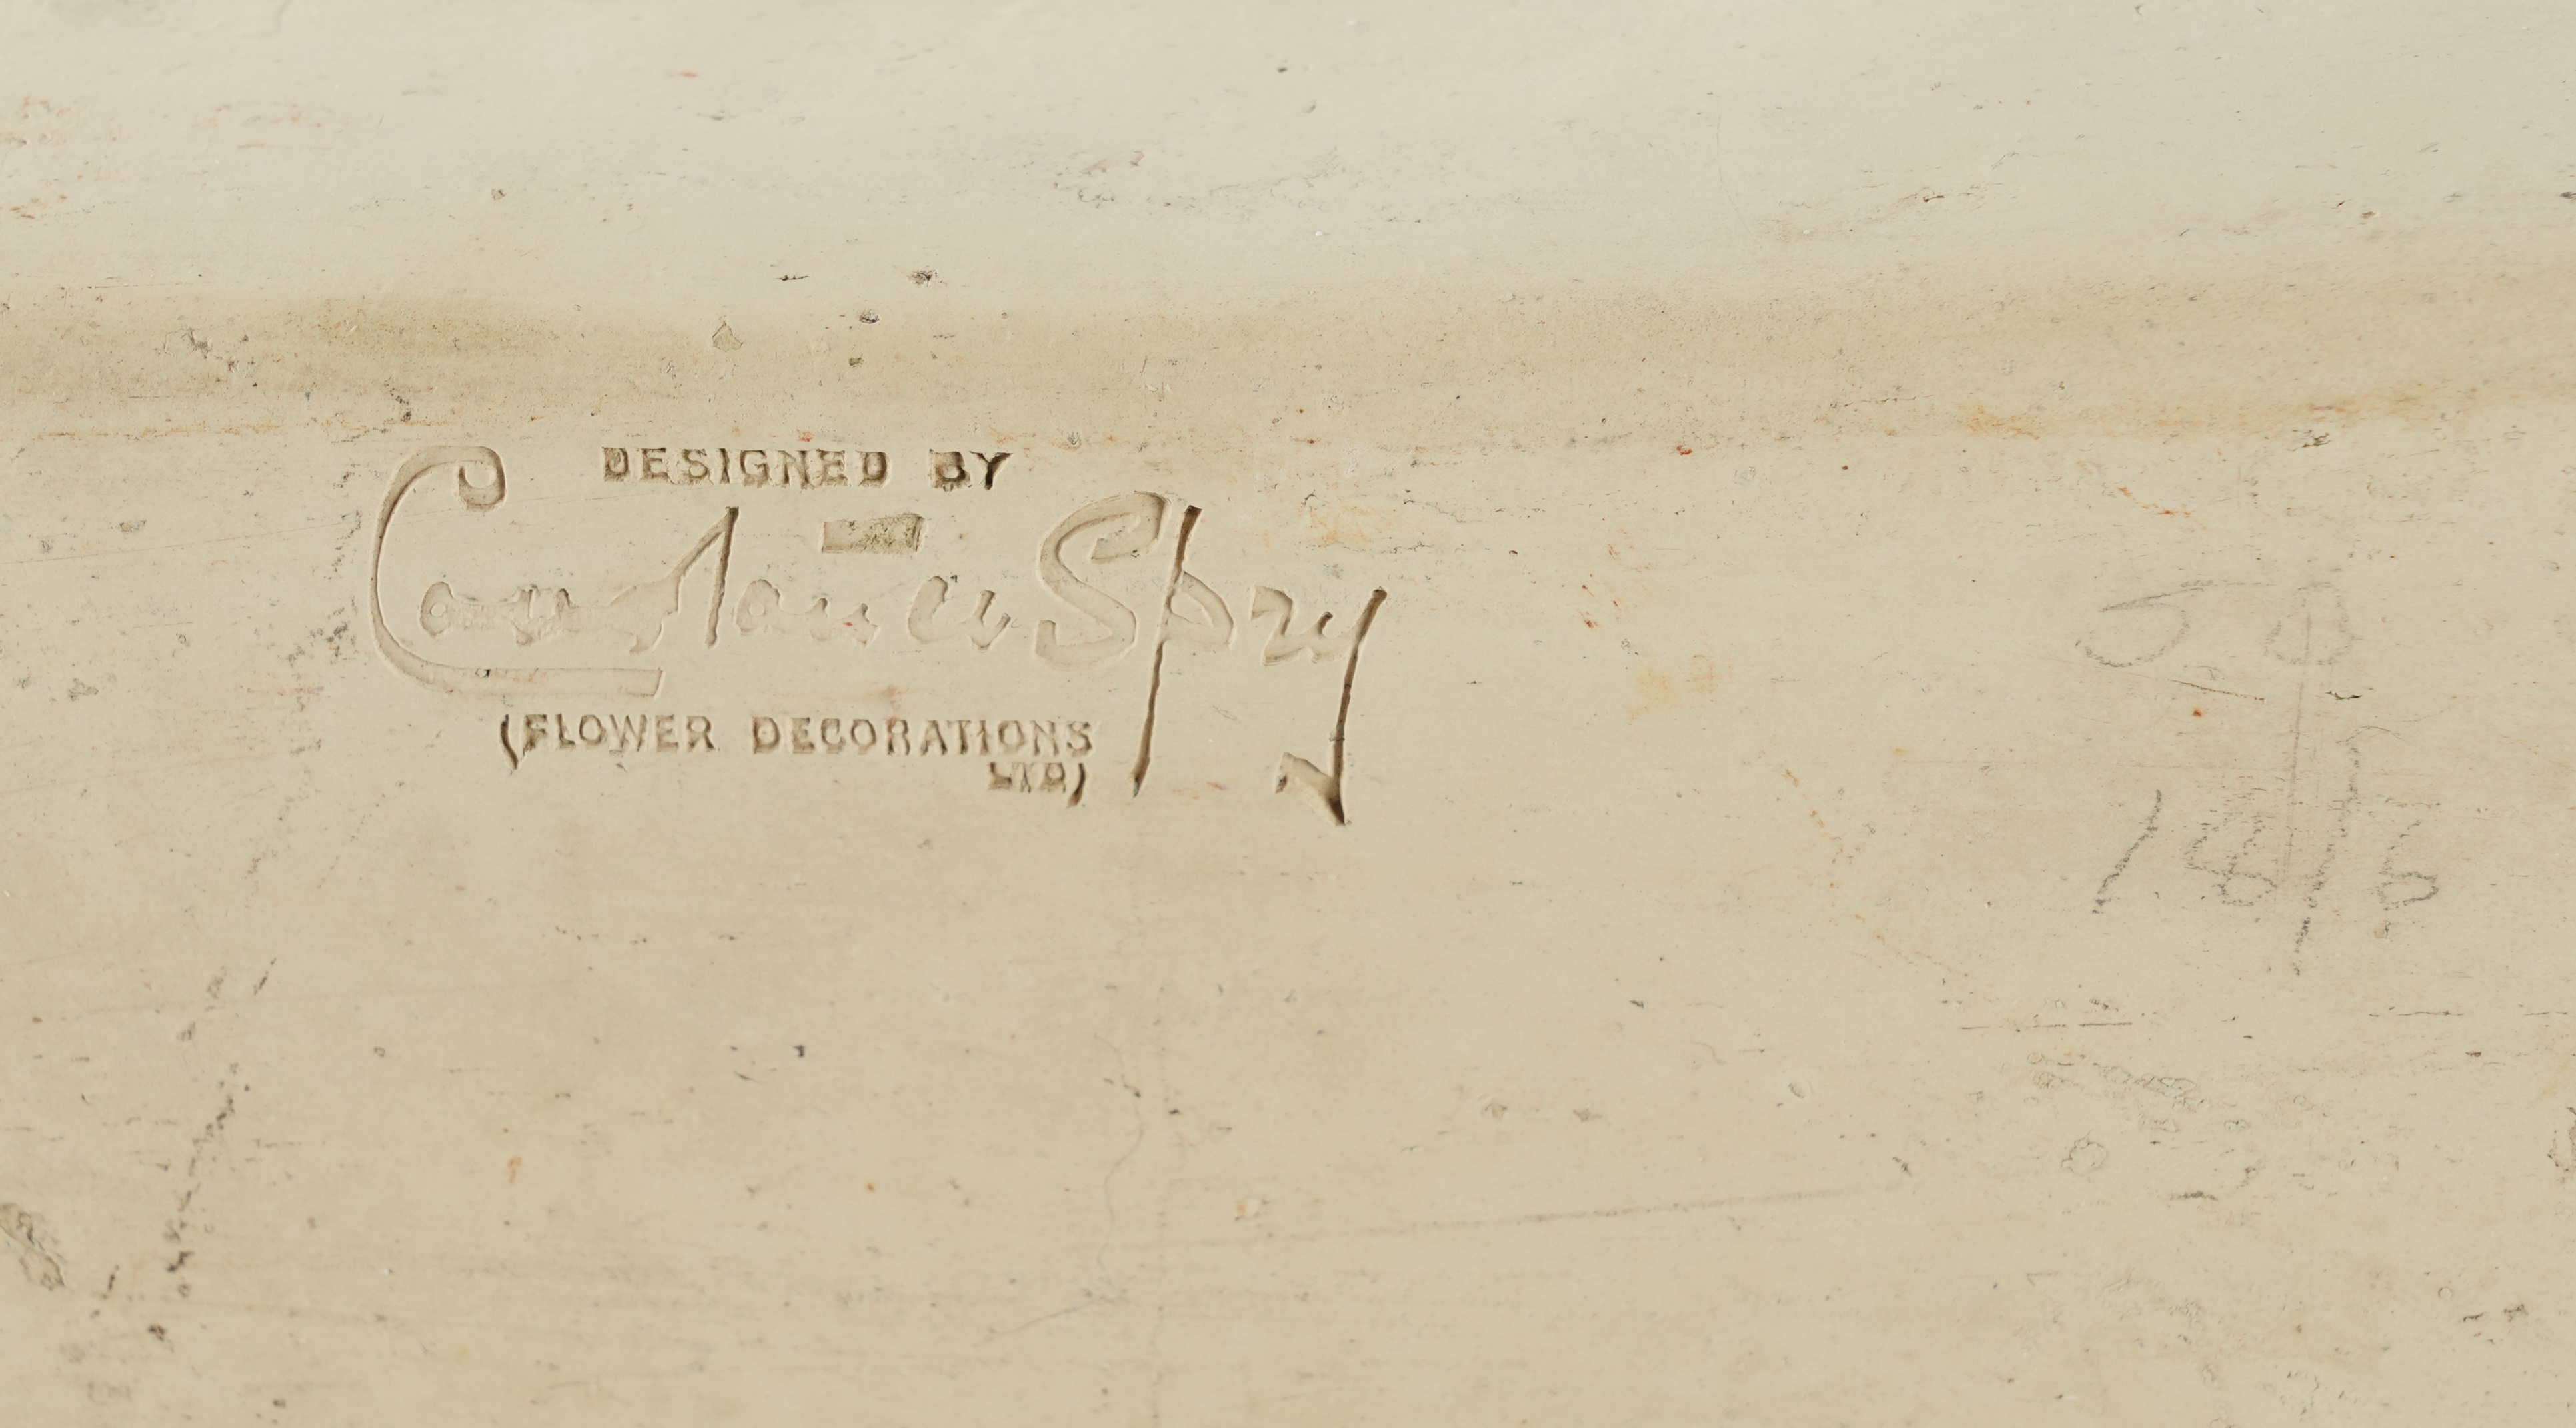 DESIGNED BY
Constance Spry
(FLOWER DECORATIONS
LTD)